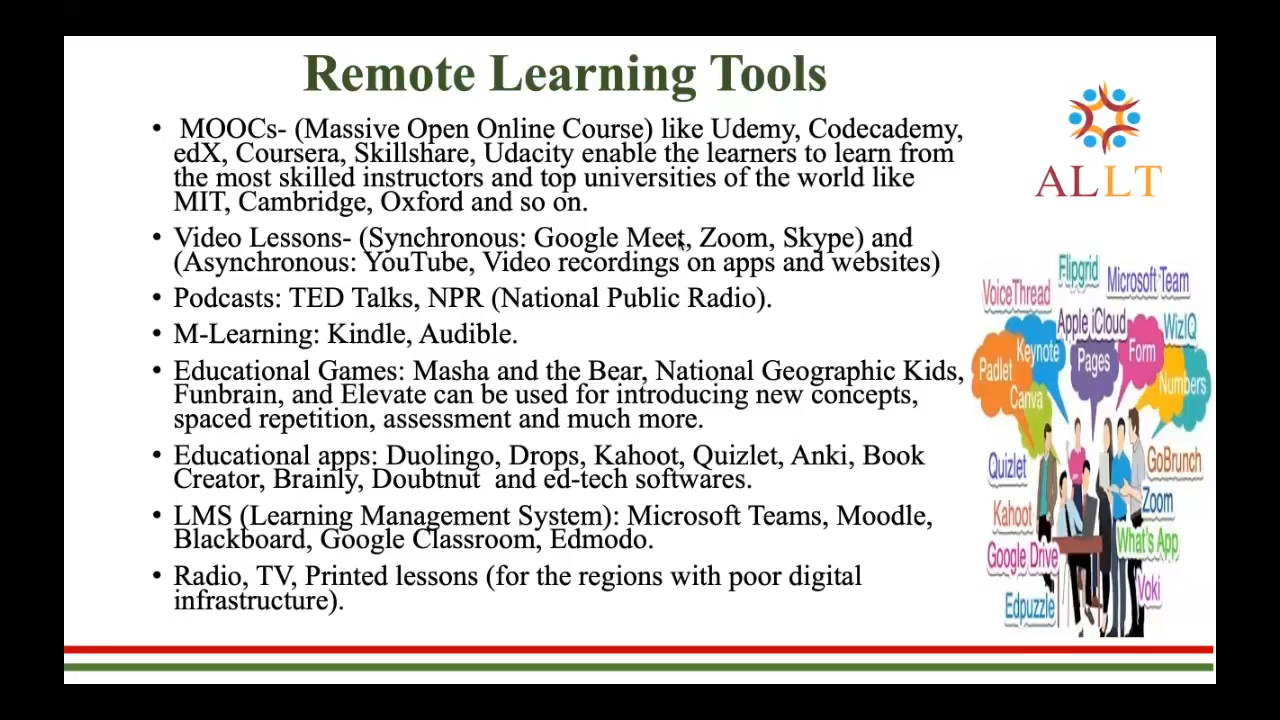 Remote Learning Tools
• MOOCs- (Massive Open Online Course) like Udemy, Codecademy,
edX, Coursera, Skillshare, Udacity enable the learners to learn from
the most skilled instructors and top universities of the world like
MIT, Cambridge, Oxford and so on.
• Video Lessons- (Synchronous: Google Meet, Zoom, Skype) and
(Asynchronous: YouTube, Video recordings on apps and websites)
• Podcasts: TED Talks, NPR (National Public Radio).
• M-Learning: Kindle, Audible.
• Educational Games: Masha and the Bear, National Geographic Kids,
Funbrain, and Elevate can be used for introducing new concepts,
spaced repetition, assessment and much more.
• Educational apps: Duolingo, Drops, Kahoot, Quizlet, Anki, Book
Creator, Brainly, Doubtnut  and ed-tech softwares.
• LMS (Learning Management System): Microsoft Teams, Moodle,
Blackboard, Google Classroom, Edmodo.
• Radio, TV, Printed lessons (for the regions with poor digital
infrastructure).
ALLT
Flipgrid
Microsoft Team
VoiceThread
Apple iCloud
WizIQ
Keynote
Pages
Form
Padlet
Numbers
Canva
Quizlet
GoBrunch
Zoom
Kahoot
What's App
Google Drive
Voki
Edpuzzle